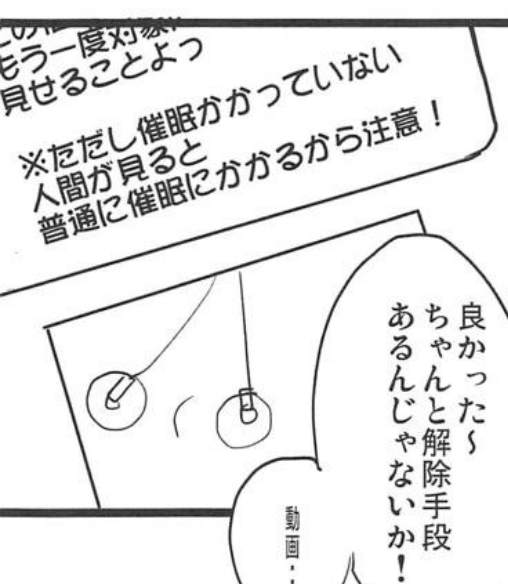 もう一度対象に
見せることよっ
※ただし催眠かかっていない
人間が見ると
普通に催眠にかかるから注意！
良かった～
ちゃんと解除手段
あるんじゃないか！
動画・